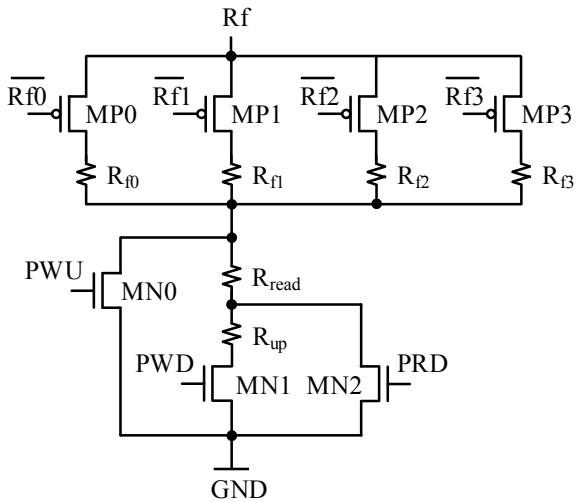 Rf
Rf0 Rf1 Rf2 Rf3
MP0 MP1 MP2 MP3
Rf0 Rf1 Rf2 Rf3
PWU
MN0
Rread
Rup
PWD PRD
MN1 MN2
GND